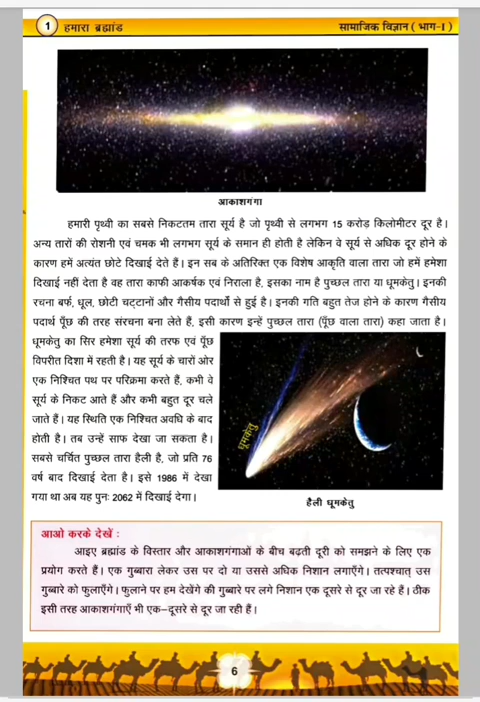 1 हमारा ब्रह्मांड
सामाजिक विज्ञान ( भाग-I )
आकाशगंगा
हमारी पृथ्वी का सबसे निकटतम तारा सूर्य है जो पृथ्वी से लगभग 15 करोड़ किलोमीटर दूर है।
अन्य तारों की रोशनी एवं चमक भी लगभग सूर्य के समान ही होती है लेकिन वे सूर्य से अधिक दूर होने के
कारण हमें अत्यंत छोटे दिखाई देते हैं। इन सब के अतिरिक्त एक विशेष आकृति वाला तारा जो हमें हमेशा
दिखाई नहीं देता है वह तारा काफी आकर्षक एवं निराला है, इसका नाम है पुच्छल तारा या धूमकेतु। इनकी
रचना बर्फ, धूल, छोटी चट्टानों और गैसीय पदार्थो से हुई है। इनकी गति बहुत तेज होने के कारण गैसीय
पदार्थ पूँछ की तरह संरचना बना लेते हैं, इसी कारण इन्हें पुच्छल तारा (पूँछ वाला तारा) कहा जाता है।
धूमकेतु का सिर हमेशा सूर्य की तरफ एवं पूँछ
विपरीत दिशा में रहती है। यह सूर्य के चारों ओर
एक निश्चित पथ पर परिक्रमा करते हैं, कभी वे
सूर्य के निकट आते हैं और कभी बहुत दूर चले
जाते हैं। यह स्थिति एक निश्चित अवधि के बाद
होती है। तब उन्हें साफ देखा जा सकता है।
सबसे चर्चित पुच्छल तारा हैली है, जो प्रति 76
वर्ष बाद दिखाई देता है। इसे 1986 में देखा
गया था अब यह पुनः 2062 में दिखाई देगा।
धूमकेतु
हैली धूमकेतु
आओ करके देखें :
आइए ब्रह्मांड के विस्तार और आकाशगंगाओं के बीच बढती दूरी को समझने के लिए एक
प्रयोग करते हैं। एक गुब्बारा लेकर उस पर दो या उससे अधिक निशान लगाएँगे। तत्पश्चात् उस
गुब्बारे को फुलाएँगे। फुलाने पर हम देखेंगे की गुब्बारे पर लगे निशान एक दूसरे से दूर जा रहे हैं। ठीक
इसी तरह आकाशगंगाएँ भी एक–दूसरे से दूर जा रही हैं।
6